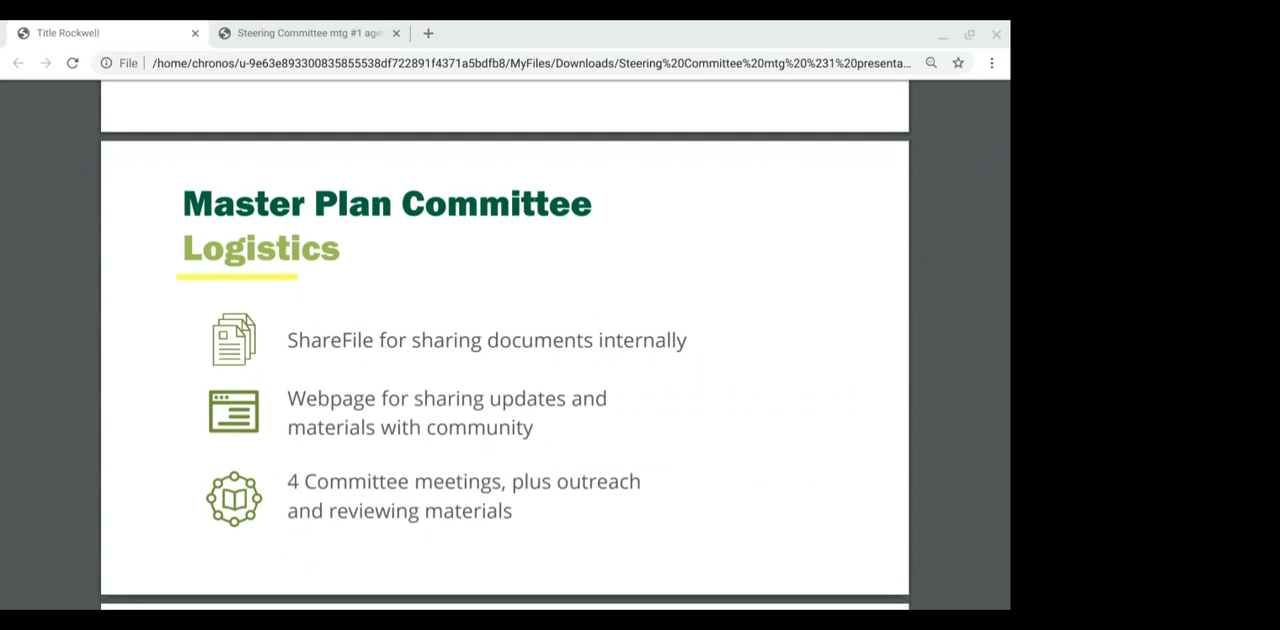 Title Rockwell
Steering Committee mtg #1 age
File
/home/chronos/u-9e63e893300835855538df722891f4371a5bdfb8/MyFiles/Downloads/Steering%20Committee%20mtg%20%231%20presenta...
Master Plan Committee
Logistics
ShareFile for sharing documents internally
Webpage for sharing updates and
materials with community
4 Committee meetings, plus outreach
and reviewing materials